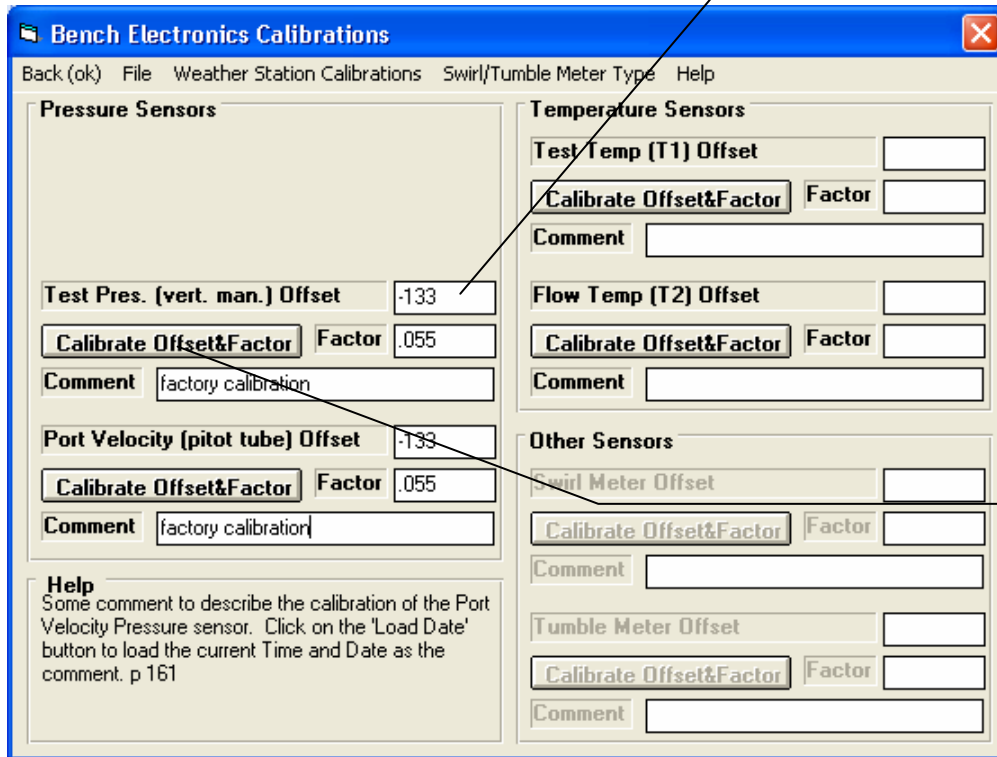 Bench Electronics Calibrations
Back (ok) File Weather Station Calibrations Swirl/Tumble Meter Type Help
Pressure Sensors
Test Pres. (vert. man.) Offset -133
Calibrate Offset&Factor Factor .055
Comment factory calibration
Port Velocity (pitot tube) Offset -133
Calibrate Offset&Factor Factor .055
Comment factory calibration
Help
Some comment to describe the calibration of the Port
Velocity Pressure sensor. Click on the 'Load Date'
button to load the current Time and Date as the
comment. p 161
Temperature Sensors
Test Temp (T1) Offset
Calibrate Offset&Factor Factor
Comment
Flow Temp (T2) Offset
Calibrate Offset&Factor Factor
Comment
Other Sensors
Swirl Meter Offset
Calibrate Offset&Factor Factor
Comment
Tumble Meter Offset
Calibrate Offset&Factor Factor
Comment